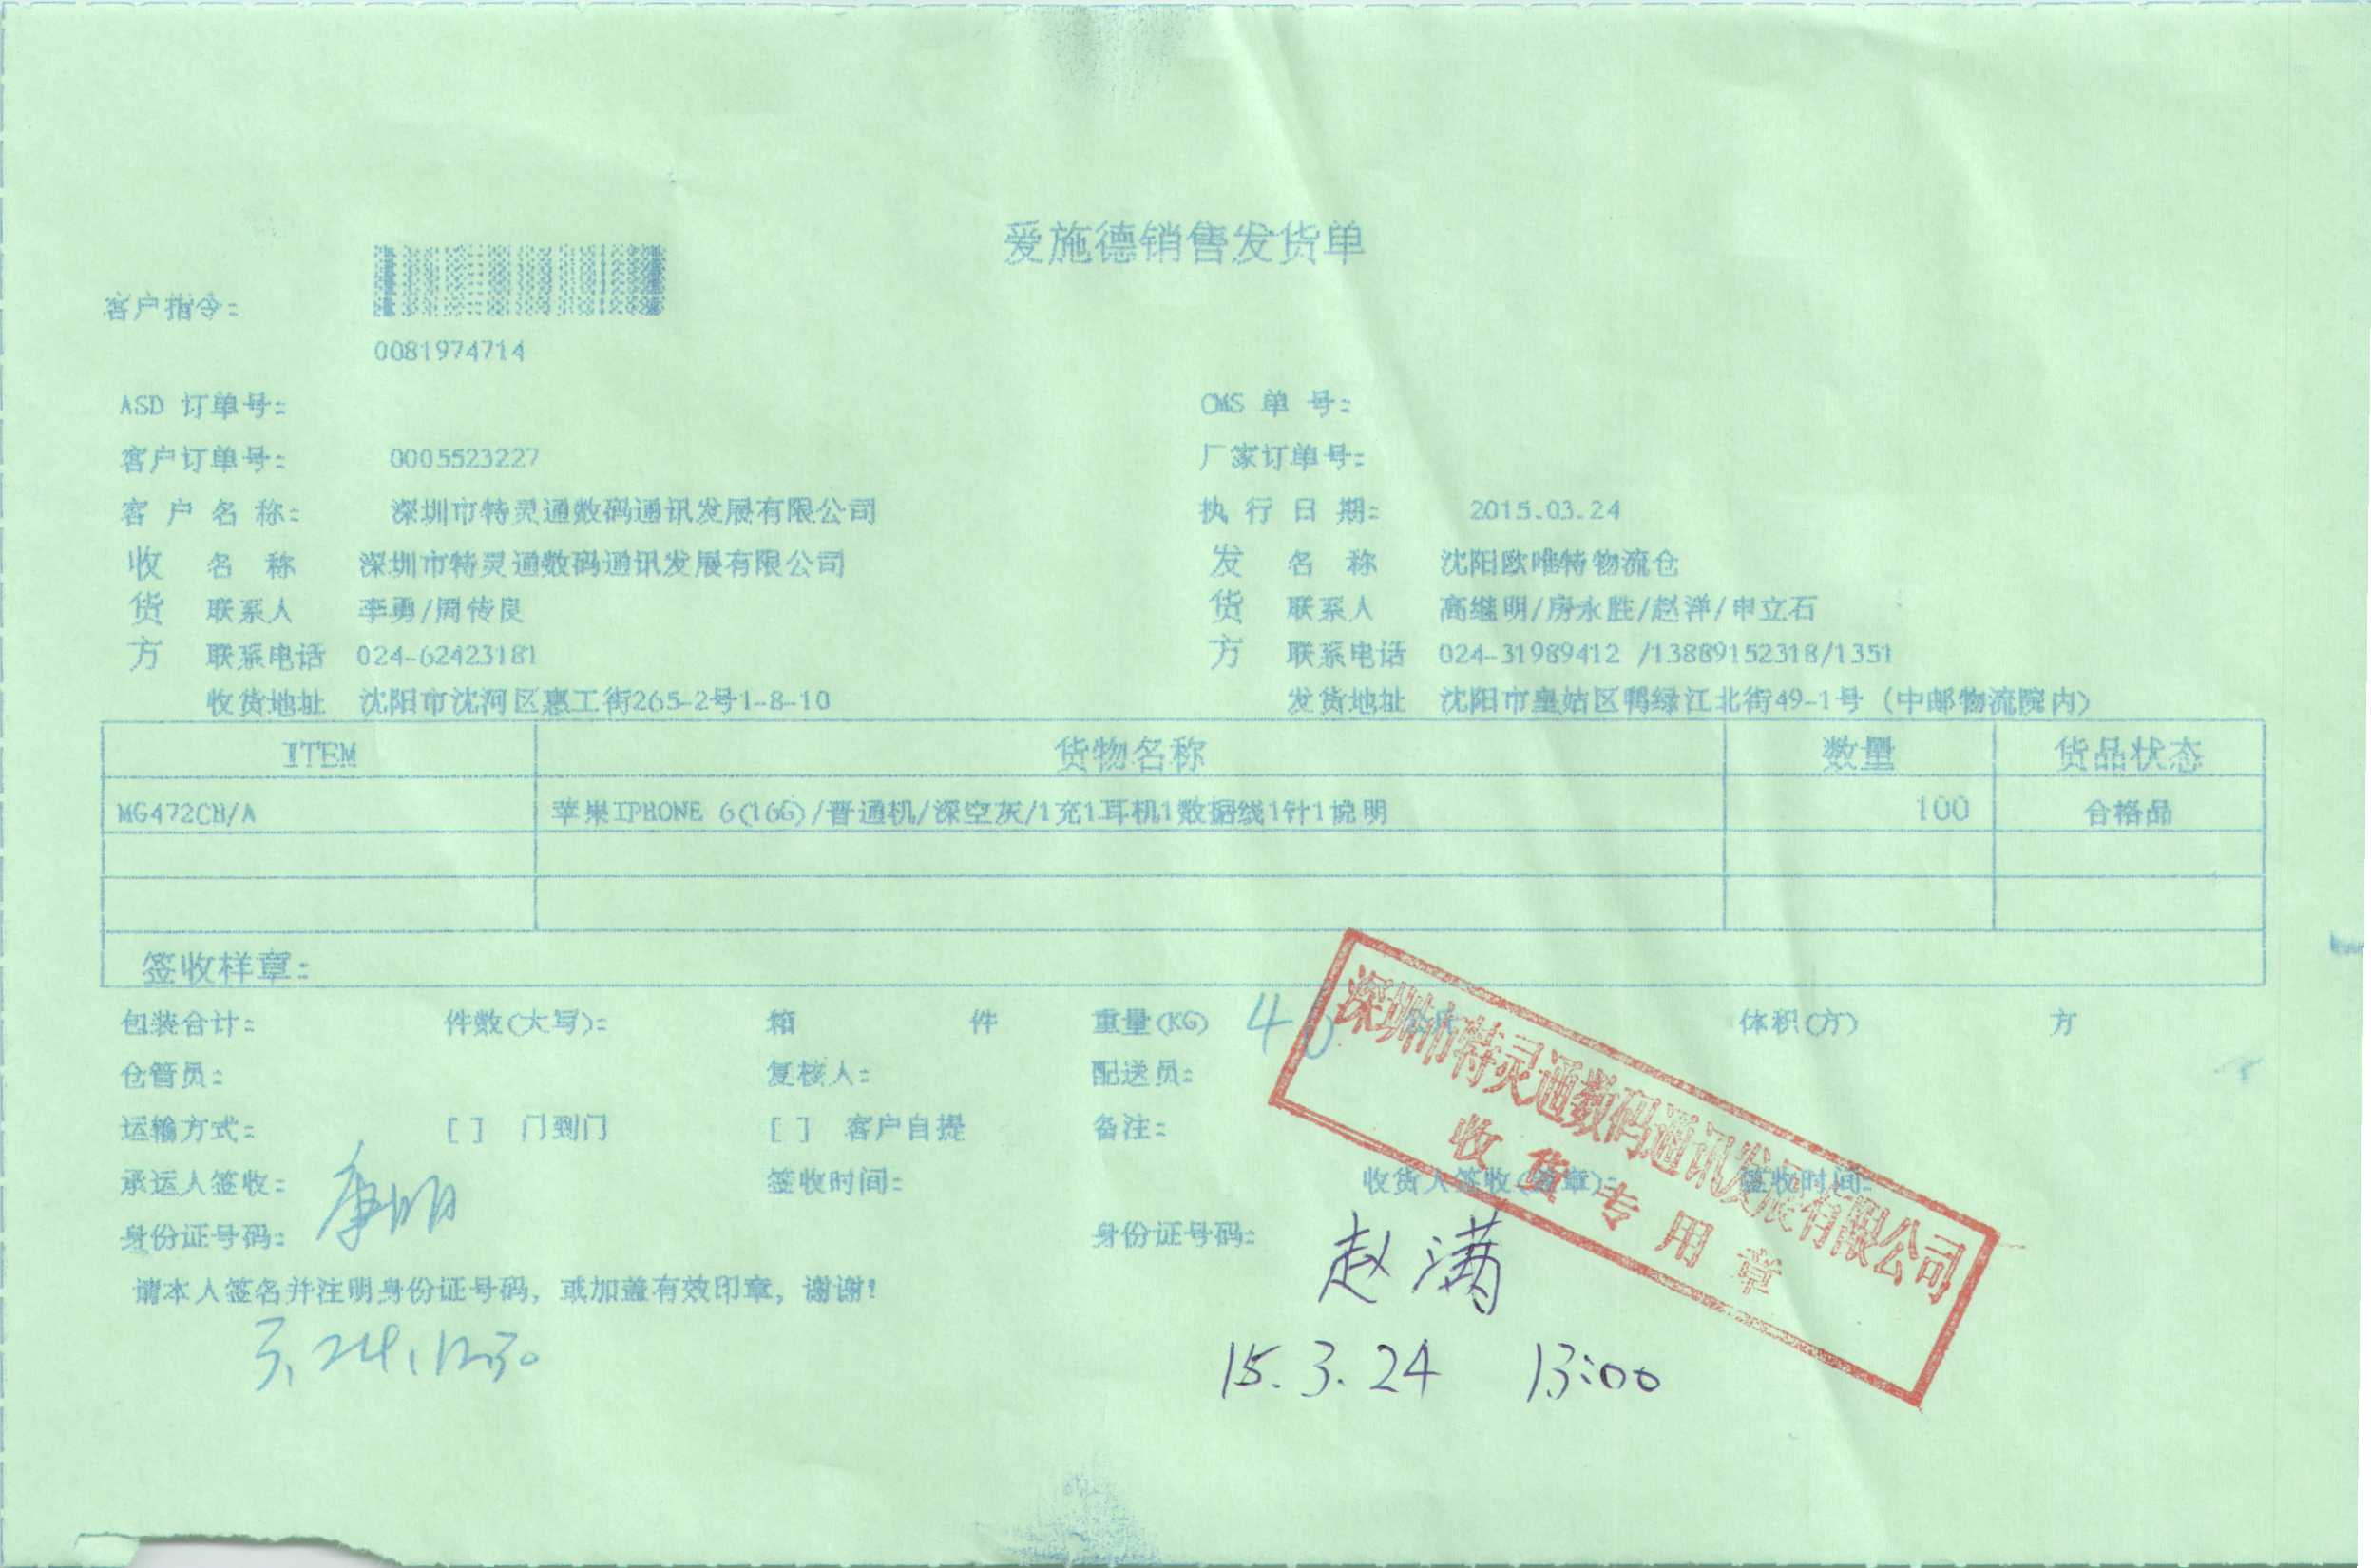 爱施德销售发货单
客户指令:
0081974714
ASD 订单号: CMS 单 号:
客户订单号: 0005523227 厂家订单号:
客 户 名 称: 深圳市特灵通数码通讯发展有限公司 执 行 日 期: 2015.03.24
收 名 称 深圳市特灵通数码通讯发展有限公司 发 名 称 沈阳欧唯特物流仓
货 联系人 李勇/周传良 货 联系人 高继明/房永胜/赵洋/申立石
方 联系电话 024-62423181 方 联系电话 024-31989412 /13889152318/1351
收货地址 沈阳市沈河区惠工街265-2号1-8-10 发货地址 沈阳市皇姑区鸭绿江北街49-1号 (中邮物流院内)
ITEM 货物名称 数量 货品状态
MG472CH/A 苹果IPHONE 6(16G)/普通机/深空灰/1充1耳机1数据线1针1说明 100 合格品
签收样章:
包装合计: 件数(大写): 箱 件 重量(KG) 40 公斤 体积(方) 方
仓管员: 复核人: 配送员:
运输方式: [ ] 门到门 [ ] 客户自提 备注:
承运人签收: 签收时间: 收货人签收(盖章): 签收时间:
身份证号码: 身份证号码:
赵满
请本人签名并注明身份证号码, 或加盖有效印章, 谢谢!
3.24.1230
15.3.24 13:00
深圳市特灵通数码通讯发展有限公司
收货专用章